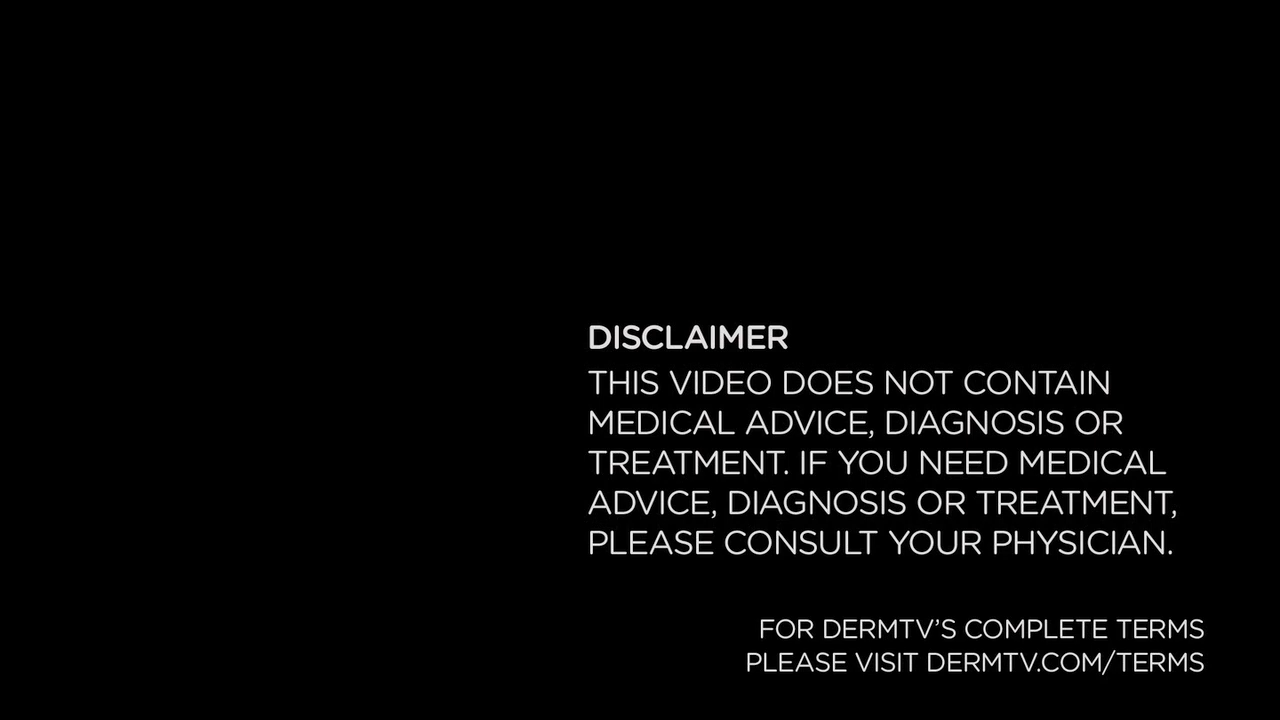 DISCLAIMER
THIS VIDEO DOES NOT CONTAIN
MEDICAL ADVICE, DIAGNOSIS OR
TREATMENT. IF YOU NEED MEDICAL
ADVICE, DIAGNOSIS OR TREATMENT,
PLEASE CONSULT YOUR PHYSICIAN.
FOR DERMTV’S COMPLETE TERMS
PLEASE VISIT DERMTV.COM/TERMS